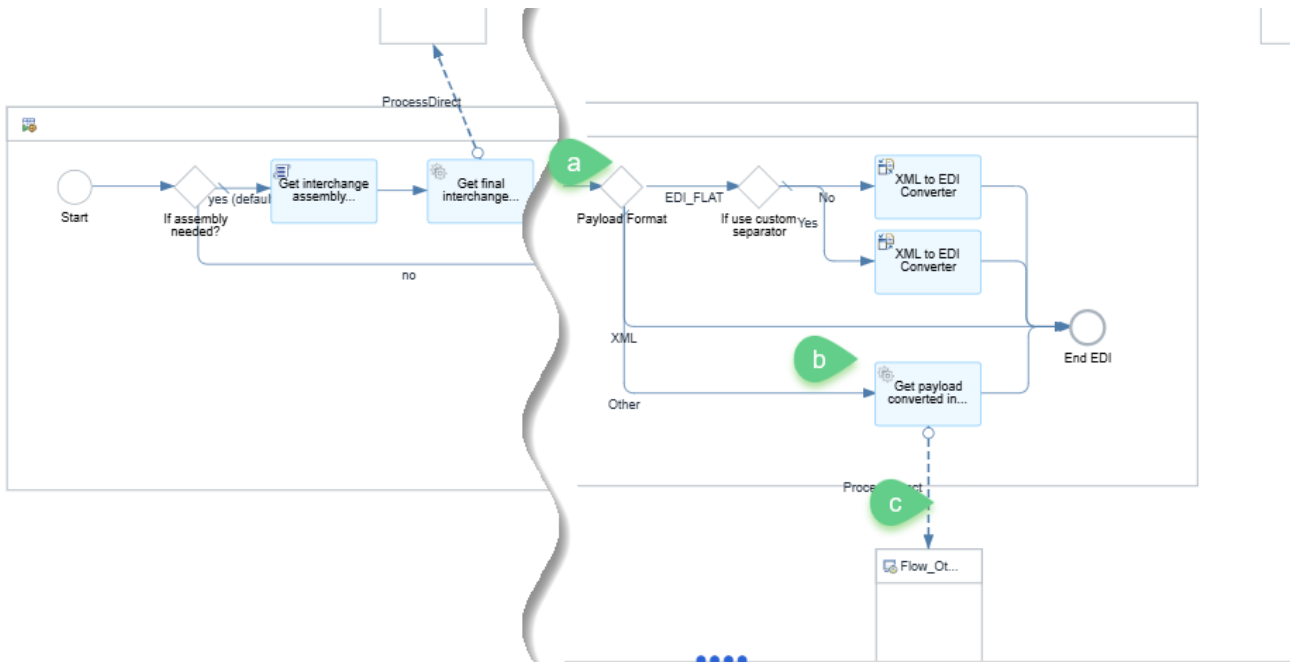 ProcessDirect
a
Start
If assembly
needed?
yes (defaul
Get interchange
assembly...
Get final
interchange...
no
Payload Format
EDI_FLAT
If use custom
separator
No
Yes
XML to EDI
Converter
XML to EDI
Converter
XML
End EDI
b
Other
Get payload
converted in...
c
Flow_Ot...